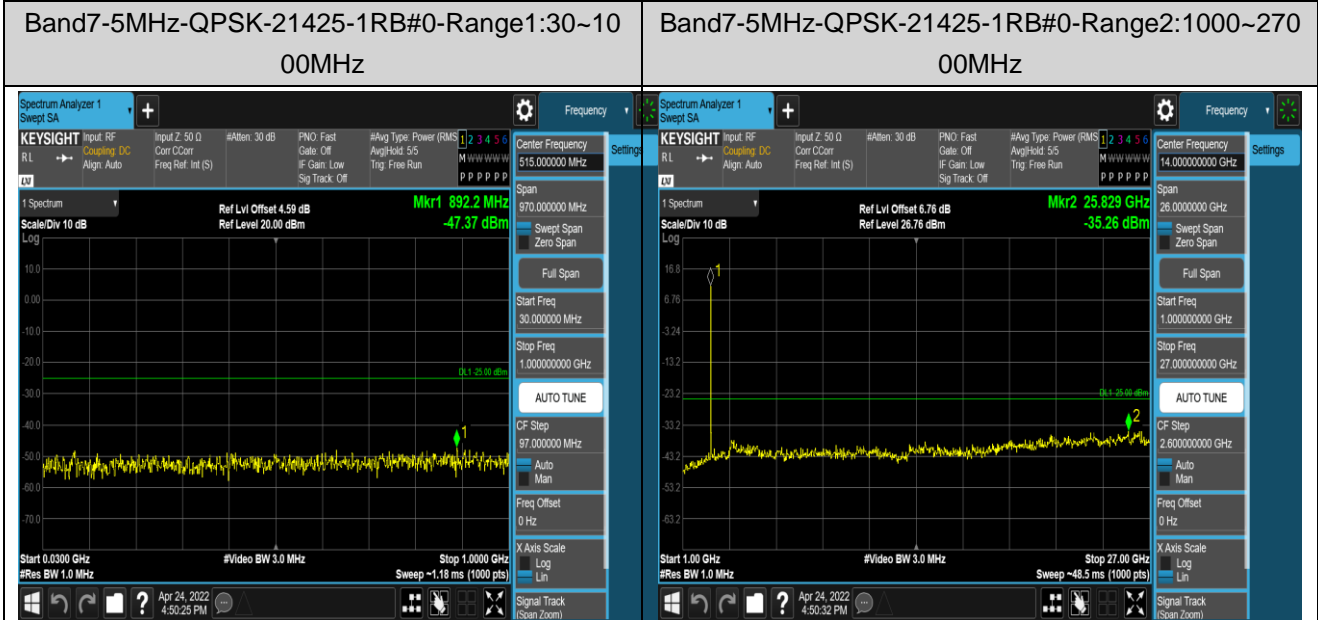 Band7-5MHz-QPSK-21425-1RB#0-Range1:30~10
00MHz
Band7-5MHz-QPSK-21425-1RB#0-Range2:1000~270
00MHz
Spectrum Analyzer 1
Swept SA
Frequency
KEYSIGHT
Input: RF
Coupling: DC
Align: Auto
Input Z: 50 Ω
Corr CCorr
Freq Ref: Int (S)
#Atten: 30 dB
PNO: Fast
Gate: Off
IF Gain: Low
Sig Track: Off
#Avg Type: Power (RMS
Avg|Hold: 5/5
Trig: Free Run
1 2 3 4 5 6
M W W W W W
P P P P P P
RL
LXI
Center Frequency
515.000000 MHz
Settings
1 Spectrum
Scale/Div 10 dB
Log
Ref Lvl Offset 4.59 dB
Ref Level 20.00 dBm
Mkr1 892.2 MHz
-47.37 dBm
Span
970.000000 MHz
Swept Span
Zero Span
Full Span
Start Freq
30.000000 MHz
Stop Freq
1.000000000 GHz
AUTO TUNE
CF Step
97.000000 MHz
Auto
Man
Freq Offset
0 Hz
X Axis Scale
Log
Lin
Signal Track
(Span Zoom)
10.0
0.00
-10.0
-20.0
-30.0
-40.0
-50.0
-60.0
-70.0
DL1 -25.00 dBm
1
Start 0.0300 GHz
#Res BW 1.0 MHz
#Video BW 3.0 MHz
Stop 1.0000 GHz
Sweep ~1.18 ms (1000 pts)
?
Apr 24, 2022
4:50:25 PM
Spectrum Analyzer 1
Swept SA
Frequency
KEYSIGHT
Input: RF
Coupling: DC
Align: Auto
Input Z: 50 Ω
Corr CCorr
Freq Ref: Int (S)
#Atten: 30 dB
PNO: Fast
Gate: Off
IF Gain: Low
Sig Track: Off
#Avg Type: Power (RMS
Avg|Hold: 5/5
Trig: Free Run
1 2 3 4 5 6
M W W W W W
P P P P P P
RL
LXI
Center Frequency
14.000000000 GHz
Settings
1 Spectrum
Scale/Div 10 dB
Log
Ref Lvl Offset 6.76 dB
Ref Level 26.76 dBm
Mkr2 25.829 GHz
-35.26 dBm
Span
26.0000000 GHz
Swept Span
Zero Span
Full Span
Start Freq
1.000000000 GHz
Stop Freq
27.000000000 GHz
AUTO TUNE
CF Step
2.600000000 GHz
Auto
Man
Freq Offset
0 Hz
X Axis Scale
Log
Lin
Signal Track
(Span Zoom)
16.8
6.76
-3.24
-13.2
-23.2
-33.2
-43.2
-53.2
-63.2
1
DL1 -25.00 dBm
2
Start 1.00 GHz
#Res BW 1.0 MHz
#Video BW 3.0 MHz
Stop 27.00 GHz
Sweep ~48.5 ms (1000 pts)
?
Apr 24, 2022
4:50:32 PM